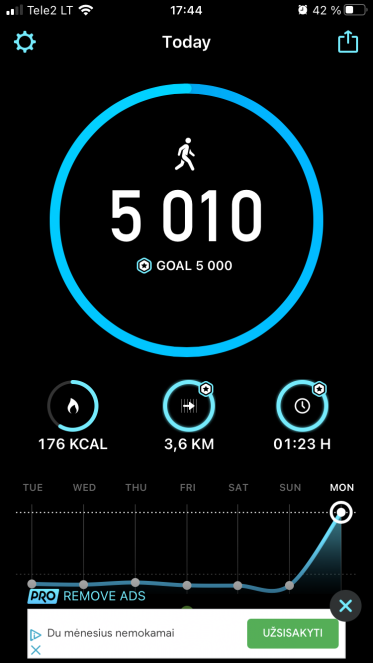 Tele2 LT 17:44 42 %
Today
5 010
GOAL 5 000
176 KCAL 3,6 KM 01:23 H
TUE WED THU FRI SAT SUN MON
PRO REMOVE ADS
Du mėnesius nemokamai UŽSISAKYTI